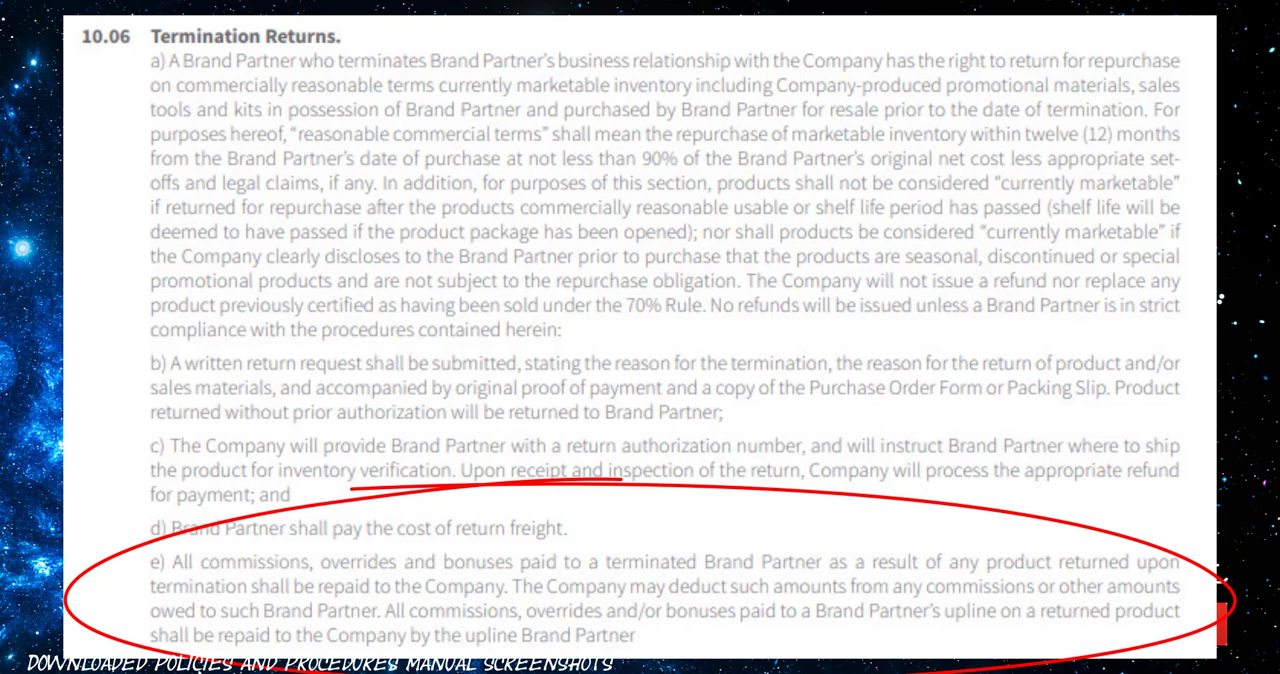 10.06 Termination Returns.
a) A Brand Partner who terminates Brand Partner's business relationship with the Company has the right to return for repurchase
on commercially reasonable terms currently marketable inventory including Company-produced promotional materials, sales
tools and kits in possession of Brand Partner and purchased by Brand Partner for resale prior to the date of termination. For
purposes hereof, “reasonable commercial terms” shall mean the repurchase of marketable inventory within twelve (12) months
from the Brand Partner's date of purchase at not less than 90% of the Brand Partner's original net cost less appropriate set-
offs and legal claims, if any. In addition, for purposes of this section, products shall not be considered “currently marketable”
if returned for repurchase after the products commercially reasonable usable or shelf life period has passed (shelf life will be
deemed to have passed if the product package has been opened); nor shall products be considered “currently marketable” if
the Company clearly discloses to the Brand Partner prior to purchase that the products are seasonal, discontinued or special
promotional products and are not subject to the repurchase obligation. The Company will not issue a refund nor replace any
product previously certified as having been sold under the 70% Rule. No refunds will be issued unless a Brand Partner is in strict
compliance with the procedures contained herein:
b) A written return request shall be submitted, stating the reason for the termination, the reason for the return of product and/or
sales materials, and accompanied by original proof of payment and a copy of the Purchase Order Form or Packing Slip. Product
returned without prior authorization will be returned to Brand Partner;
c) The Company will provide Brand Partner with a return authorization number, and will instruct Brand Partner where to ship
the product for inventory verification. Upon receipt and inspection of the return, Company will process the appropriate refund
for payment; and
d) Brand Partner shall pay the cost of return freight.
e) All commissions, overrides and bonuses paid to a terminated Brand Partner as a result of any product returned upon
termination shall be repaid to the Company. The Company may deduct such amounts from any commissions or other amounts
owed to such Brand Partner. All commissions, overrides and/or bonuses paid to a Brand Partner's upline on a returned product
shall be repaid to the Company by the upline Brand Partner
DOWNLOADED POLICIES AND PROCEDURES MANUAL SCREENSHOTS